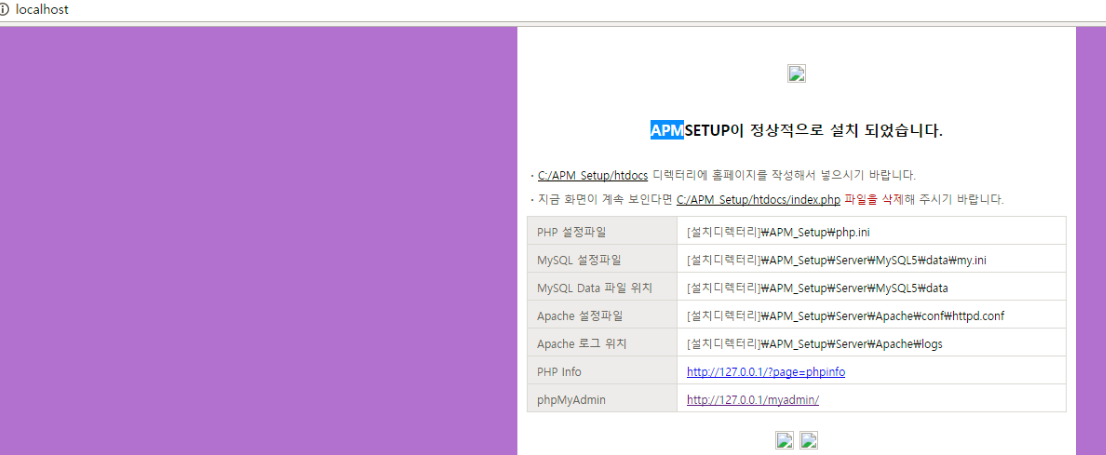 localhost
APMSETUP이 정상적으로 설치 되었습니다.
- C:/APM_Setup/htdocs 디렉터리에 홈페이지를 작성해서 넣으시기 바랍니다.
- 지금 화면이 계속 보인다면 C:/APM_Setup/htdocs/index.php 파일을 삭제해 주시기 바랍니다.
PHP 설정파일 [설치디렉터리]₩APM_Setup₩php.ini
MySQL 설정파일 [설치디렉터리]₩APM_Setup₩Server₩MySQL5₩data₩my.ini
MySQL Data 파일 위치 [설치디렉터리]₩APM_Setup₩Server₩MySQL5₩data
Apache 설정파일 [설치디렉터리]₩APM_Setup₩Server₩Apache₩conf₩httpd.conf
Apache 로그 위치 [설치디렉터리]₩APM_Setup₩Server₩Apache₩logs
PHP Info http://127.0.0.1/?page=phpinfo
phpMyAdmin http://127.0.0.1/myadmin/